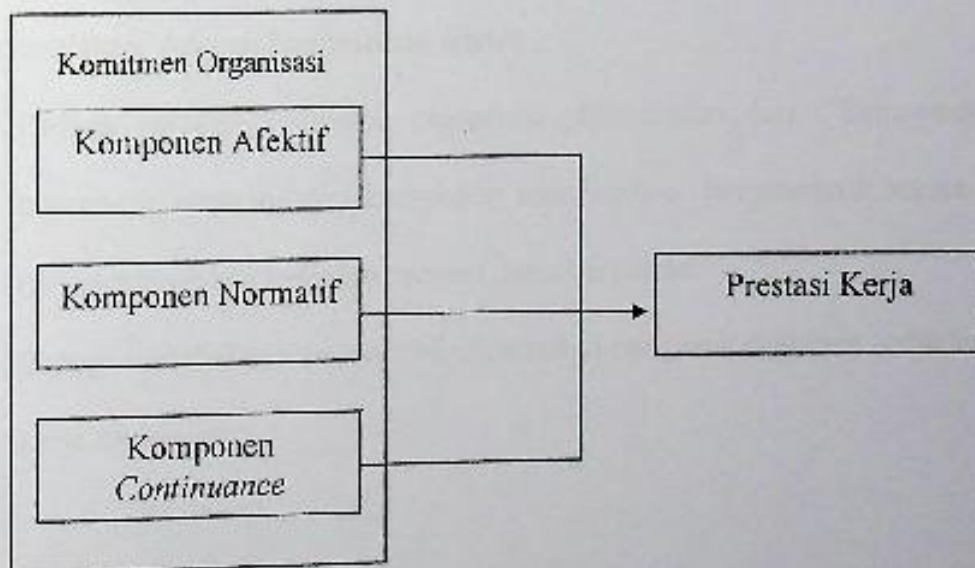 Komitmen Organisasi
Komponen Afektif
Komponen Normatif
Komponen
Continuance
Prestasi Kerja